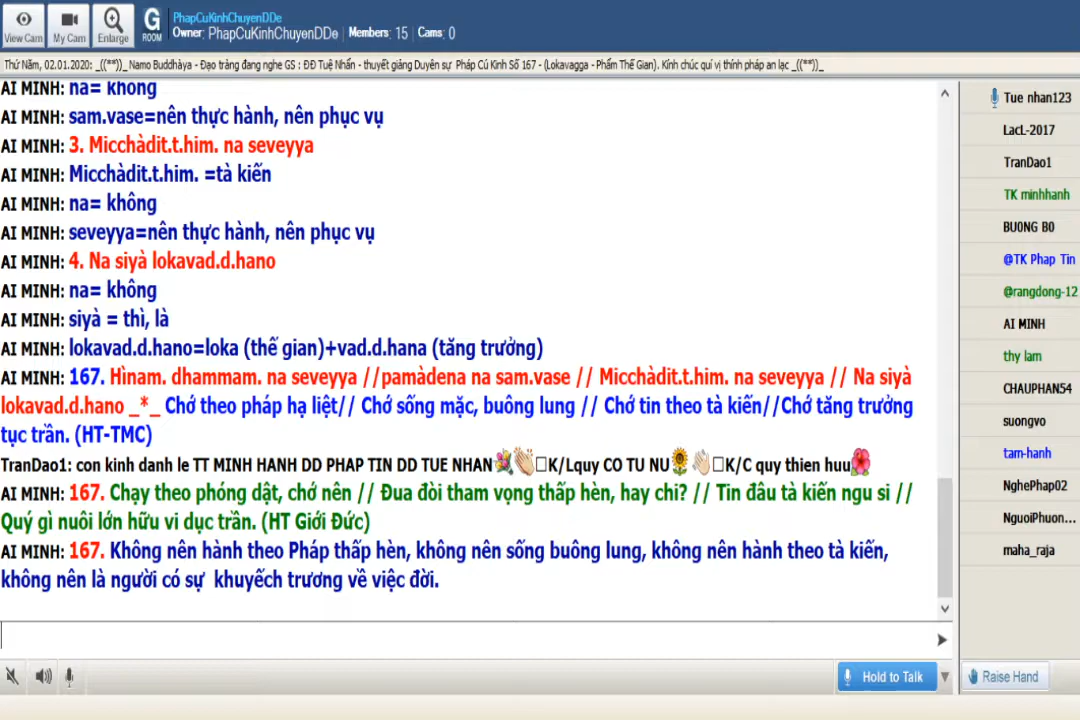 PhapCuKinhChuyenDDe
Owner: PhapCuKinhChuyenDDe | Members: 15 | Cams: 0
View Cam
My Cam
Enlarge
G ROOM
Thứ Năm, 02.01.2020: _((**))_ Namo Buddhàya - Đạo tràng đang nghe GS : ĐĐ Tuệ Nhẫn - thuyết giảng Duyên sự Pháp Cú Kinh Số 167 - (Lokavagga - Phẩm Thế Gian). Kính chúc quí vị thính pháp an lạc _((**))_
AI MINH: na= không
AI MINH: sam.vase=nên thực hành, nên phục vụ
AI MINH: 3. Micchàdit.t.him. na seveyya
AI MINH: Micchàdit.t.him. =tà kiến
AI MINH: na= không
AI MINH: seveyya=nên thực hành, nên phục vụ
AI MINH: 4. Na siyà lokavad.d.hano
AI MINH: na= không
AI MINH: siyà = thì, là
AI MINH: lokavad.d.hano=loka (thế gian)+vad.d.hana (tăng trưởng)
AI MINH: 167. Hìnam. dhammam. na seveyya //pamàdena na sam.vase // Micchàdit.t.him. na seveyya // Na siyà
lokavad.d.hano _*_ Chớ theo pháp hạ liệt// Chớ sống mặc, buông lung // Chớ tin theo tà kiến//Chớ tăng trưởng
tục trần. (HT-TMC)
TranDao1: con kinh danh le TT MINH HANH DD PHAP TIN DD TUE NHAN💐👏□K/Lquy CO TU NU🌻👏□K/C quy thien huu🌺
AI MINH: 167. Chạy theo phóng dật, chớ nên // Đua đòi tham vọng thấp hèn, hay chi? // Tin đâu tà kiến ngu si //
Quý gì nuôi lớn hữu vi dục trần. (HT Giới Đức)
AI MINH: 167. Không nên hành theo Pháp thấp hèn, không nên sống buông lung, không nên hành theo tà kiến,
không nên là người có sự khuyếch trương về việc đời.
Hold to Talk
Tue nhan123
LacL-2017
TranDao1
TK minhhanh
BUONG BO
@TK Phap Tin
@rangdong-12
AI MINH
thy lam
CHAUPHAN54
suongvo
tam-hanh
NghePhap02
NguoiPhuon...
maha_raja
Raise Hand